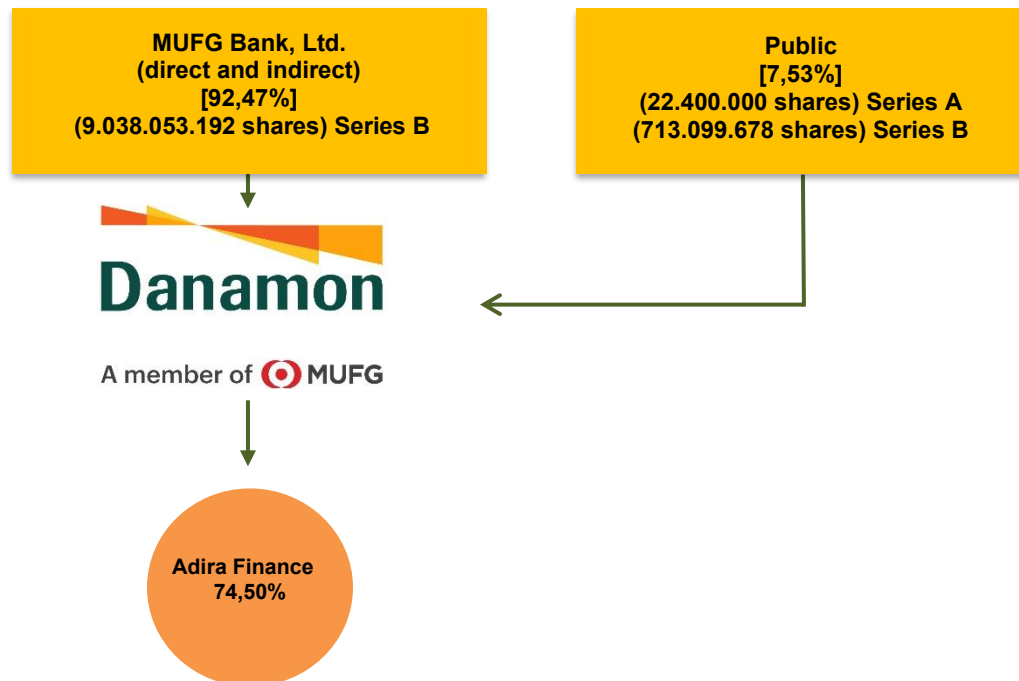 MUFG Bank, Ltd.
(direct and indirect)
[92,47%]
(9.038.053.192 shares) Series B
Public
[7,53%]
(22.400.000 shares) Series A
(713.099.678 shares) Series B
Danamon
A member of MUFG
Adira Finance
74,50%